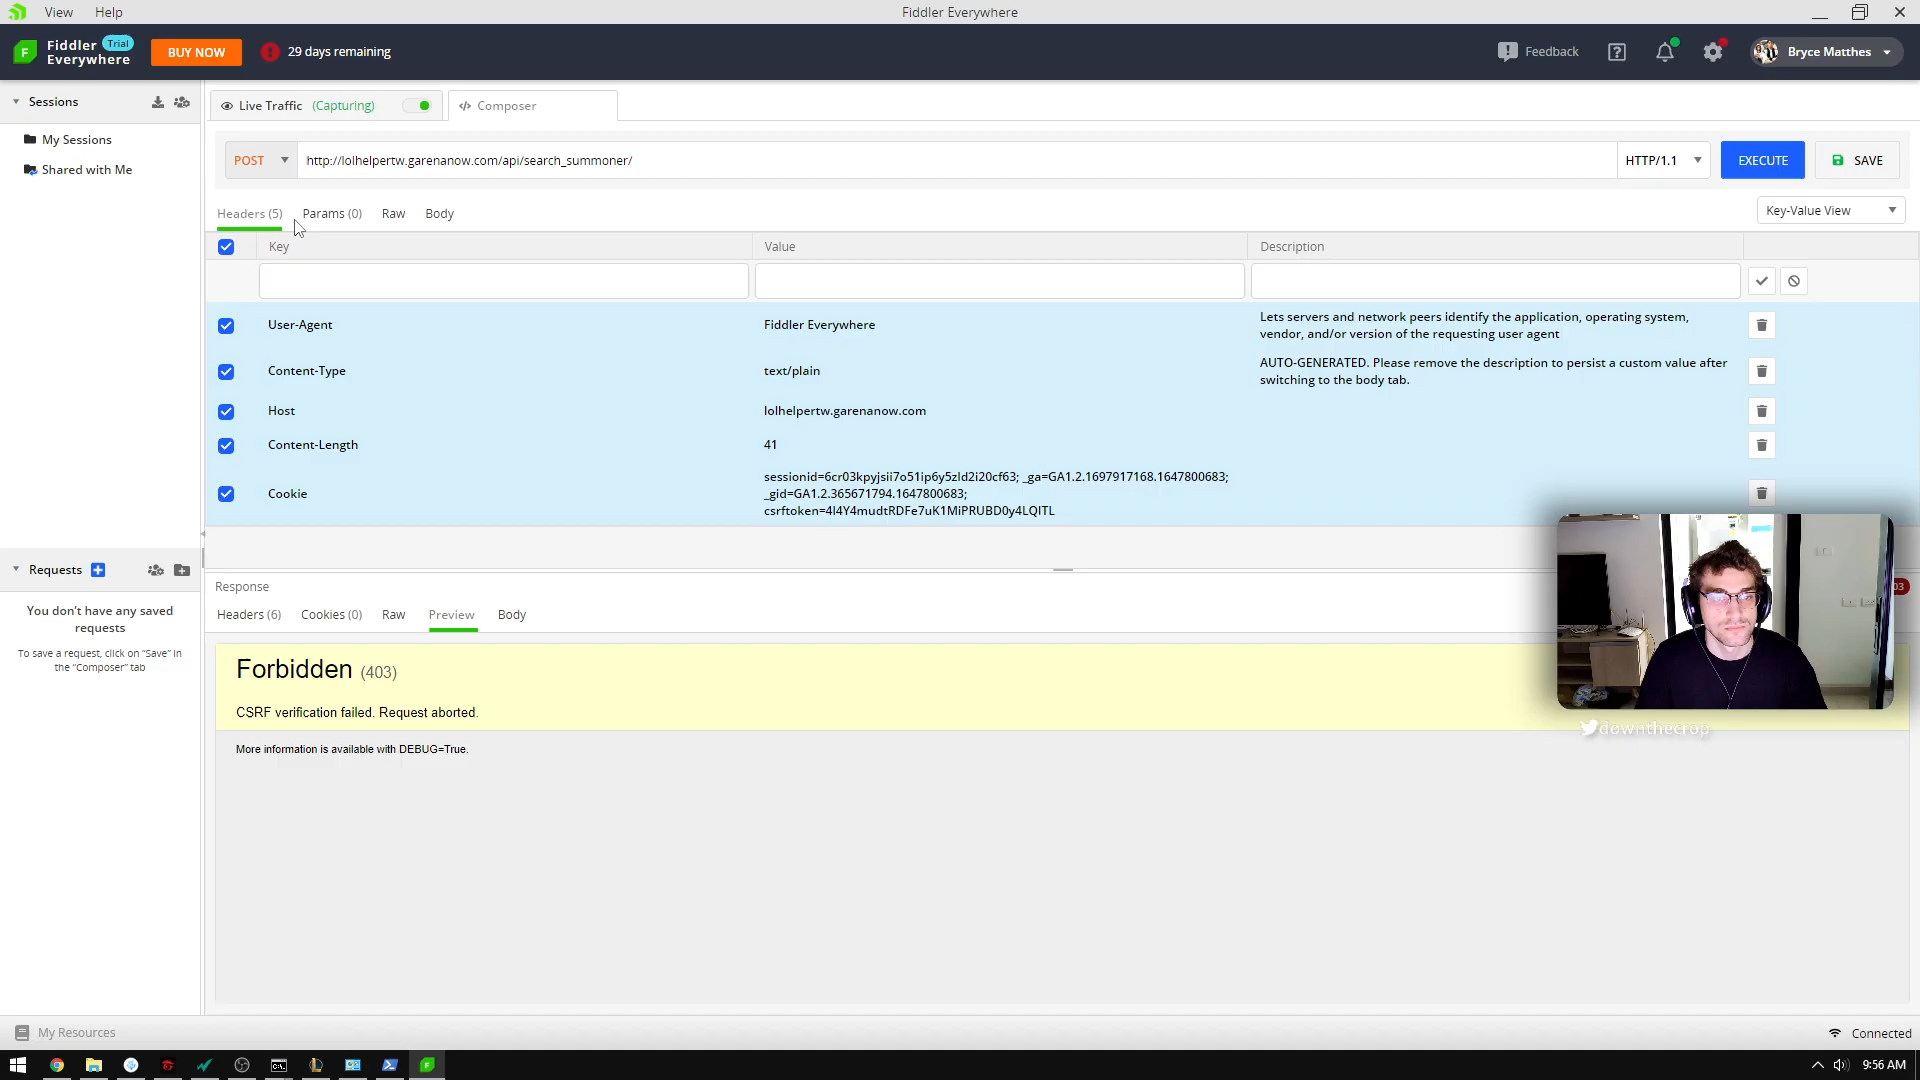 View Help Fiddler Everywhere
Fiddler Everywhere Trial BUY NOW 29 days remaining Feedback Bryce Matthes
Sessions
My Sessions
Shared with Me
Live Traffic (Capturing) Composer
POST http://lolhelpertw.garenanow.com/api/search_summoner/ HTTP/1.1 EXECUTE SAVE
Headers (5) Params (0) Raw Body Key-Value View
Key Value Description
User-Agent Fiddler Everywhere Lets servers and network peers identify the application, operating system,
vendor, and/or version of the requesting user agent
Content-Type text/plain AUTO-GENERATED. Please remove the description to persist a custom value after
switching to the body tab.
Host lolhelpertw.garenanow.com
Content-Length 41
Cookie sessionid=6cr03kpyjsii7o51ip6y5zld2i20cf63; _ga=GA1.2.1697917168.1647800683;
_gid=GA1.2.365671794.1647800683;
csrftoken=4I4Y4mudtRDFe7uK1MiPRUBD0y4LQITL
Requests
You don't have any saved
requests
To save a request, click on "Save" in
the "Composer" tab
Response 03
Headers (6) Cookies (0) Raw Preview Body
Forbidden (403)
CSRF verification failed. Request aborted.
More information is available with DEBUG=True.
downthecrop
My Resources Connected
9:56 AM